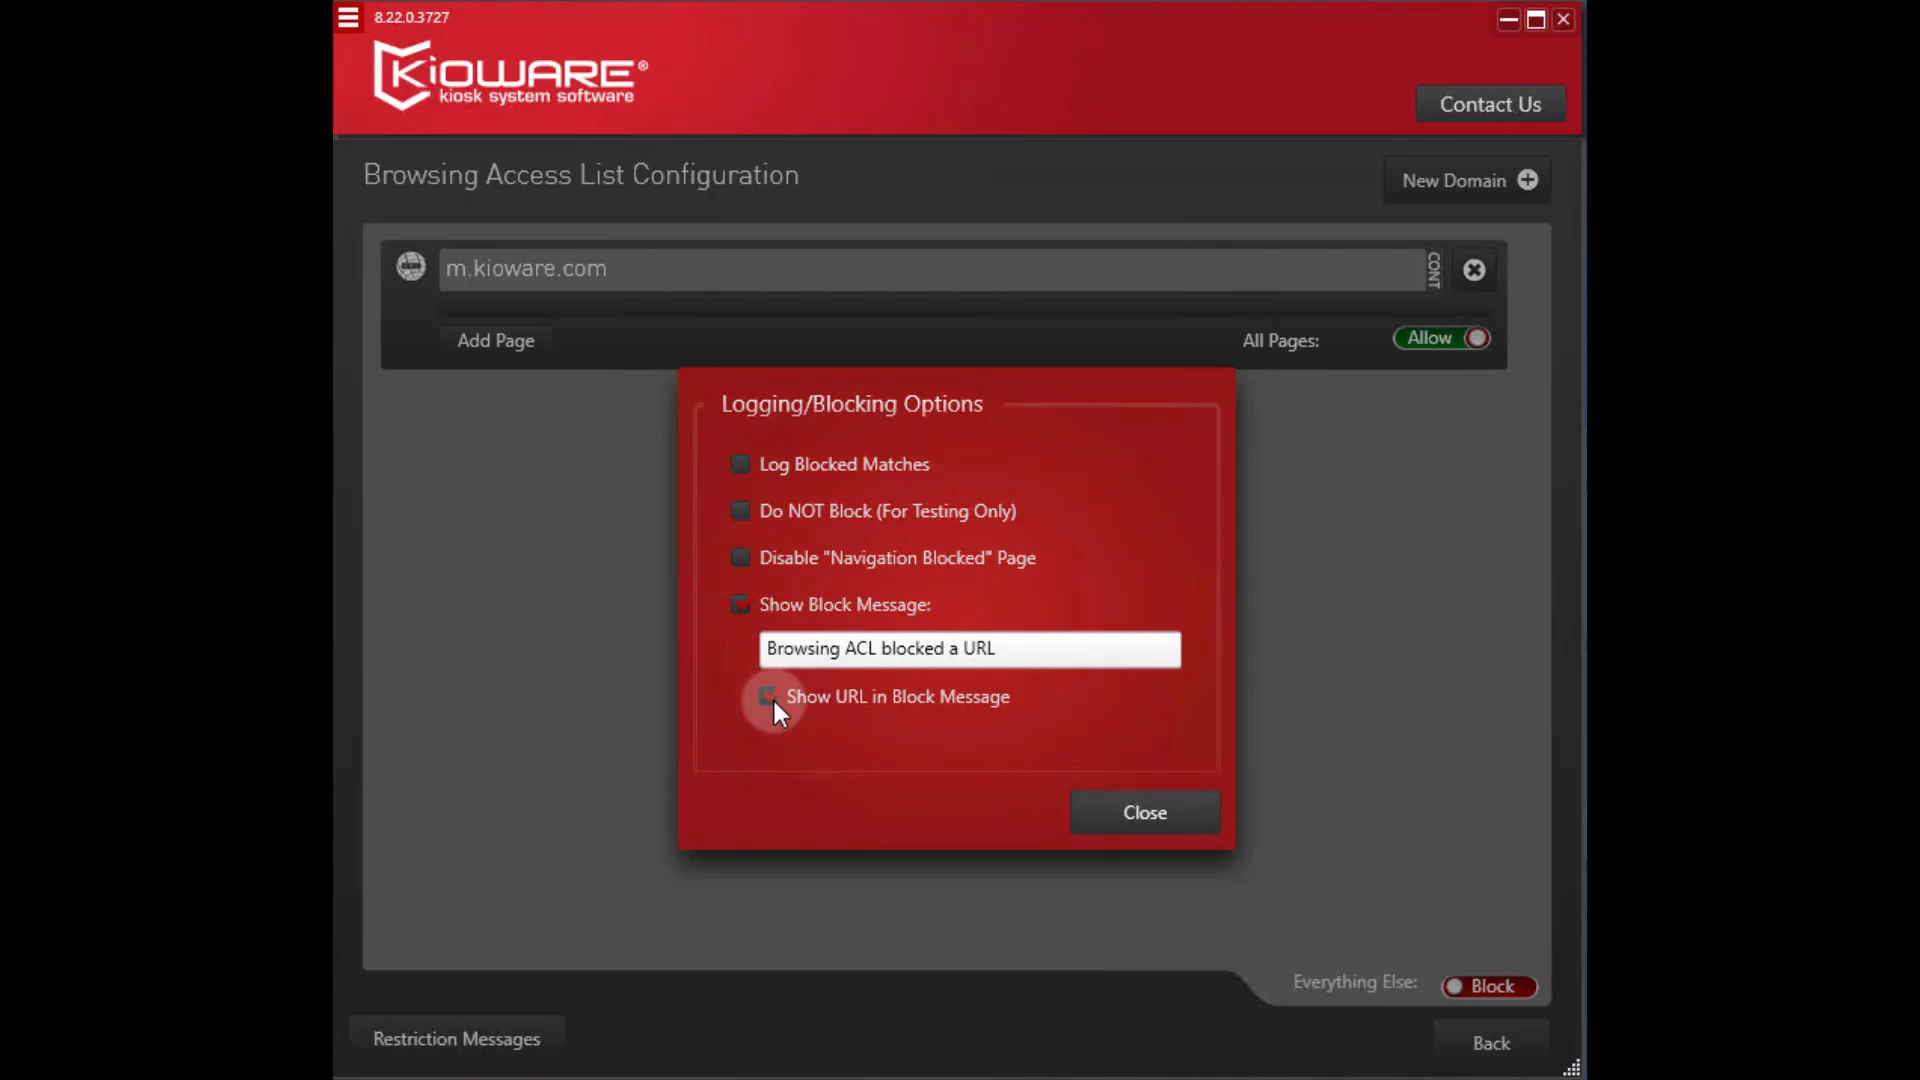 8.22.0.3727
KioWARE®
kiosk system software
Contact Us
Browsing Access List Configuration
New Domain
m.kioware.com
CONT
Add Page
All Pages:
Allow
Logging/Blocking Options
Log Blocked Matches
Do NOT Block (For Testing Only)
Disable "Navigation Blocked" Page
Show Block Message:
Browsing ACL blocked a URL
Show URL in Block Message
Close
Everything Else:
Block
Restriction Messages
Back